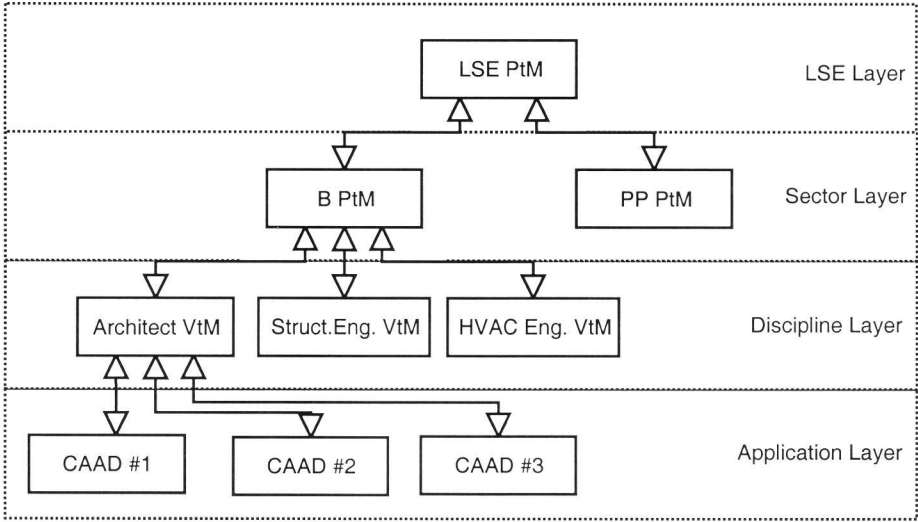 LSE PtM
LSE Layer
B PtM
PP PtM
Sector Layer
Architect VtM
Struct.Eng. VtM
HVAC Eng. VtM
Discipline Layer
CAAD #1
CAAD #2
CAAD #3
Application Layer